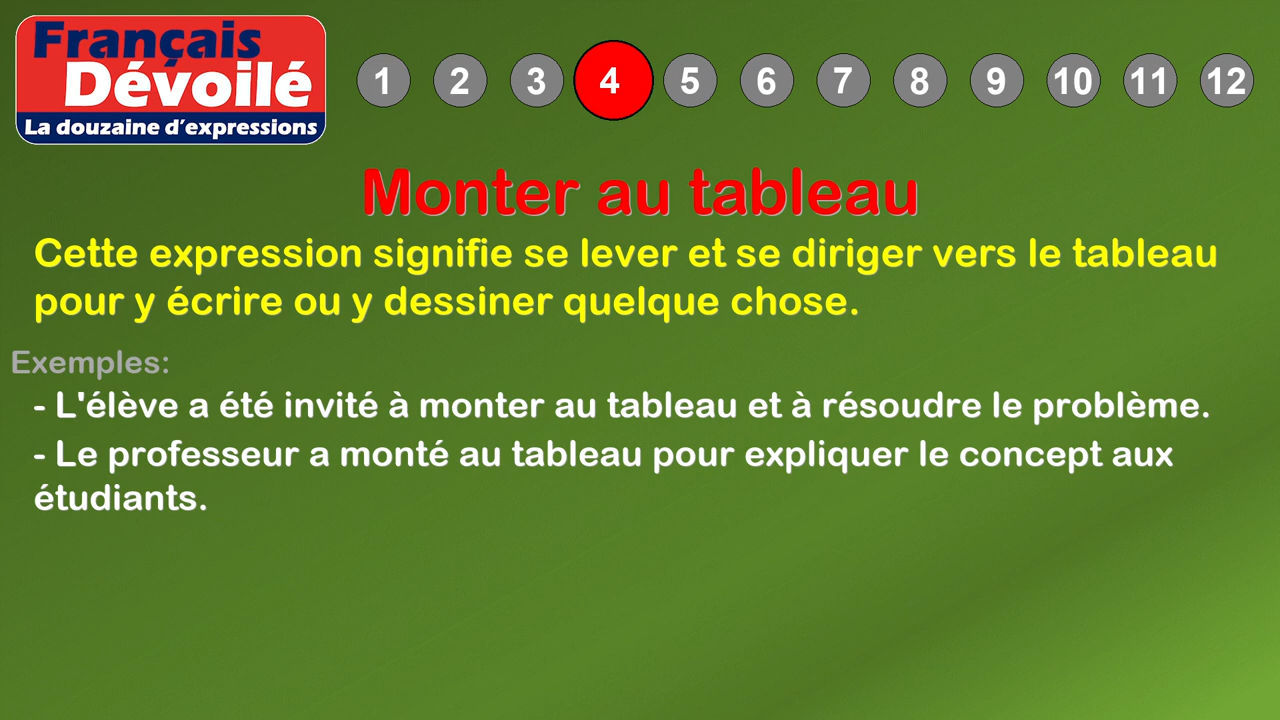 Français
Dévoilé
La douzaine d'expressions
1 2 3 4 5 6 7 8 9 10 11 12
Monter au tableau
Cette expression signifie se lever et se diriger vers le tableau
pour y écrire ou y dessiner quelque chose.
Exemples:
- L'élève a été invité à monter au tableau et à résoudre le problème.
- Le professeur a monté au tableau pour expliquer le concept aux
étudiants.